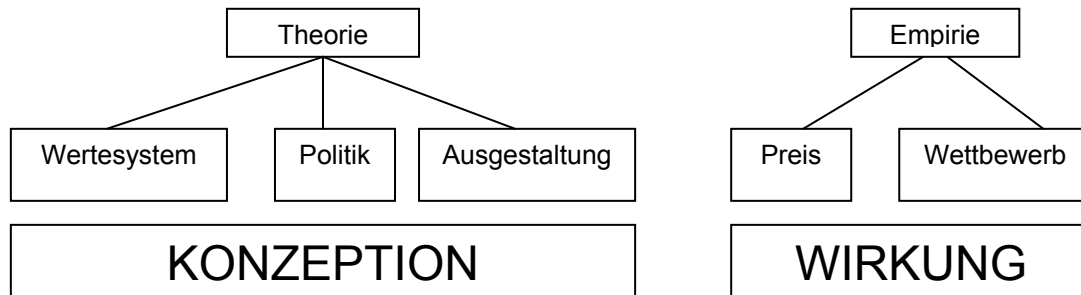 Theorie
Empirie
Wertesystem
Politik
Ausgestaltung
Preis
Wettbewerb
KONZEPTION
WIRKUNG